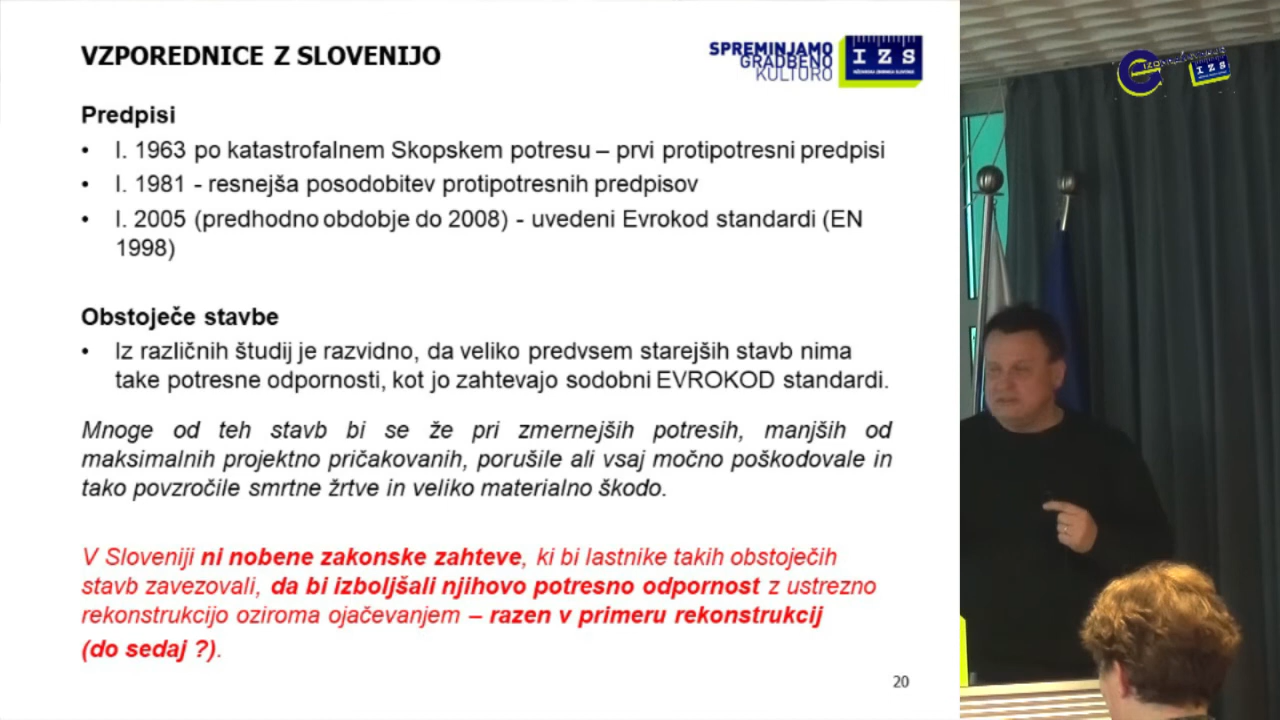 VZPOREDNICE Z SLOVENIJO
SPREMINJAMO
GRADBENO
KULTURO
IZS
INŽENIRSKA ZBORNICA SLOVENIJE
IZS
Predpisi
• l. 1963 po katastrofalnem Skopskem potresu – prvi protipotresni predpisi
• l. 1981 - resnejša posodobitev protipotresnih predpisov
• l. 2005 (predhodno obdobje do 2008) - uvedeni Evrokod standardi (EN
1998)
Obstoječe stavbe
• Iz različnih študij je razvidno, da veliko predvsem starejših stavb nima
take potresne odpornosti, kot jo zahtevajo sodobni EVROKOD standardi.
Mnoge od teh stavb bi se že pri zmernejših potresih, manjših od
maksimalnih projektno pričakovanih, porušile ali vsaj močno poškodovale in
tako povzročile smrtne žrtve in veliko materialno škodo.
V Sloveniji ni nobene zakonske zahteve, ki bi lastnike takih obstoječih
stavb zavezovali, da bi izboljšali njihovo potresno odpornost z ustrezno
rekonstrukcijo oziroma ojačevanjem – razen v primeru rekonstrukcij
(do sedaj ?).
20